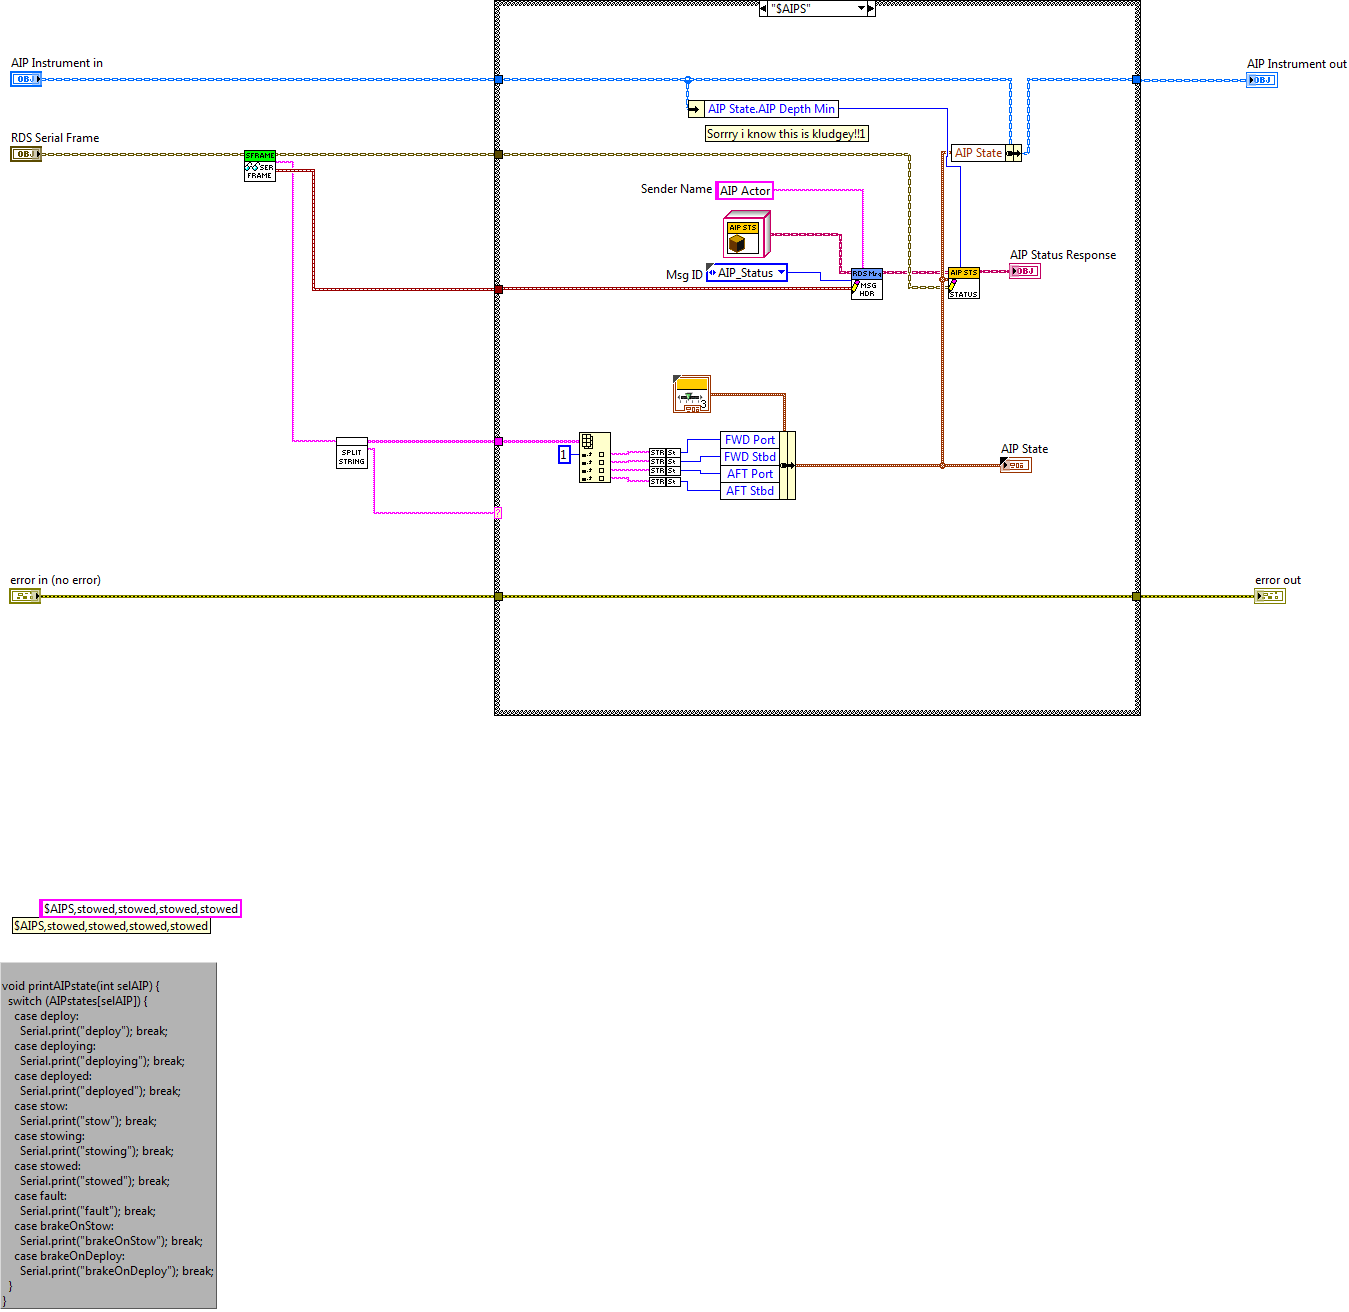 "$AIPS"
AIP Instrument in
OBJ
AIP Instrument out
OBJ
AIP State.AIP Depth Min
Sorrry i know this is kludgey!!1
RDS Serial Frame
OBJ
SFRAME
SER
FRAME
AIP State
Sender Name
AIP Actor
AIP STS
Msg ID
AIP_Status
RDS Msg
MSG
HDR
AIP STS
STATUS
AIP Status Response
OBJ
3
SPLIT
STRING
1
STR St
STR St
STR St
STR St
FWD Port
FWD Stbd
AFT Port
AFT Stbd
AIP State
?
error in (no error)
error out
$AIPS,stowed,stowed,stowed,stowed
$AIPS,stowed,stowed,stowed,stowed
void printAIPstate(int selAIP) {
switch (AIPstates[selAIP]) {
case deploy:
Serial.print("deploy"); break;
case deploying:
Serial.print("deploying"); break;
case deployed:
Serial.print("deployed"); break;
case stow:
Serial.print("stow"); break;
case stowing:
Serial.print("stowing"); break;
case stowed:
Serial.print("stowed"); break;
case fault:
Serial.print("fault"); break;
case brakeOnStow:
Serial.print("brakeOnStow"); break;
case brakeOnDeploy:
Serial.print("brakeOnDeploy"); break;
}
}